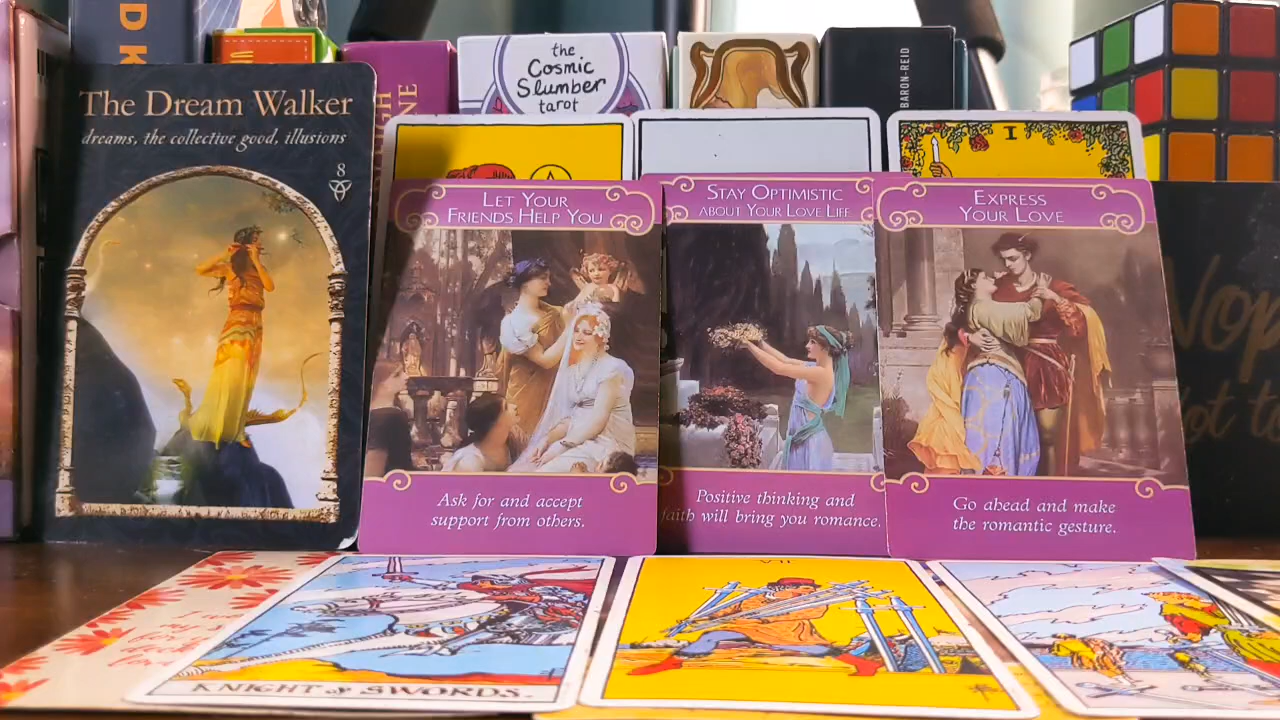 the
Cosmic
Slumber
tarot
BARON-REID
The Dream Walker
dreams, the collective good, illusions
8
I
LET YOUR
FRIENDS HELP YOU
Ask for and accept
support from others.
STAY OPTIMISTIC
ABOUT YOUR LOVE LIFE
Positive thinking and
faith will bring you romance.
EXPRESS
YOUR LOVE
Go ahead and make
the romantic gesture.
KNIGHT of SWORDS.